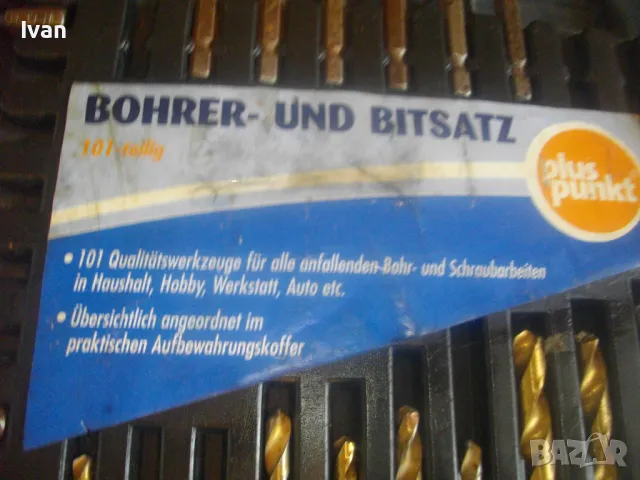 Ivan
BOHRER- UND BITSATZ
101-teilig
plus
punkt
• 101 Qualitätswerkzeuge für alle anfallenden Bohr- und Schraubarbeiten
in Haushalt, Hobby, Werkstatt, Auto etc.
• Übersichtlich angeordnet im
praktischen Aufbewahrungskoffer
BAZAR